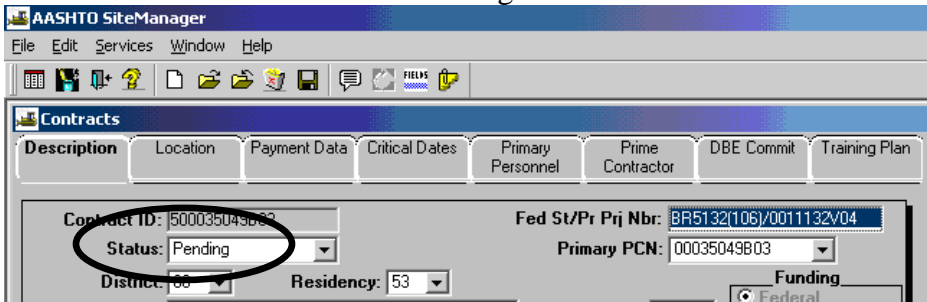 AASHTO SiteManager
File Edit Services Window Help
FIELDS
Contracts
Description Location Payment Data Critical Dates Primary Personnel Prime Contractor DBE Commit Training Plan
Contract ID: 500035049B03 Fed St/Pr Prj Nbr: BR5132(106)/0011132V04
Status: Pending Primary PCN: 00035049B03
District: Residency: 53 Funding
Federal